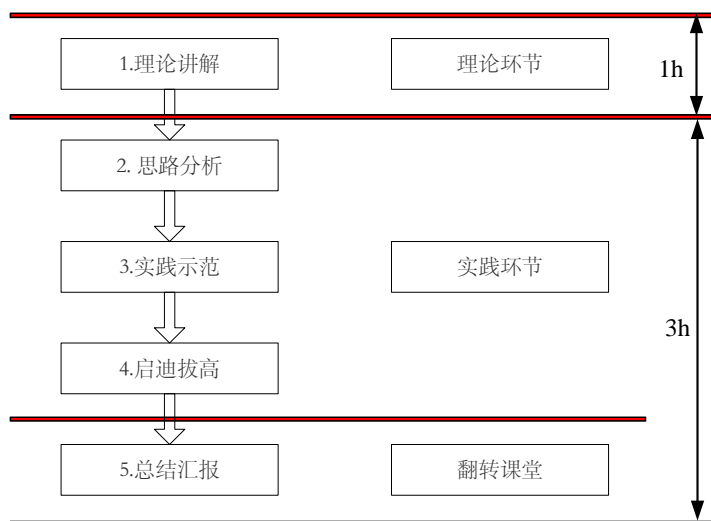 1.理论讲解
理论环节
1h
2. 思路分析
3.实践示范
实践环节
3h
4.启迪拔高
5.总结汇报
翻转课堂